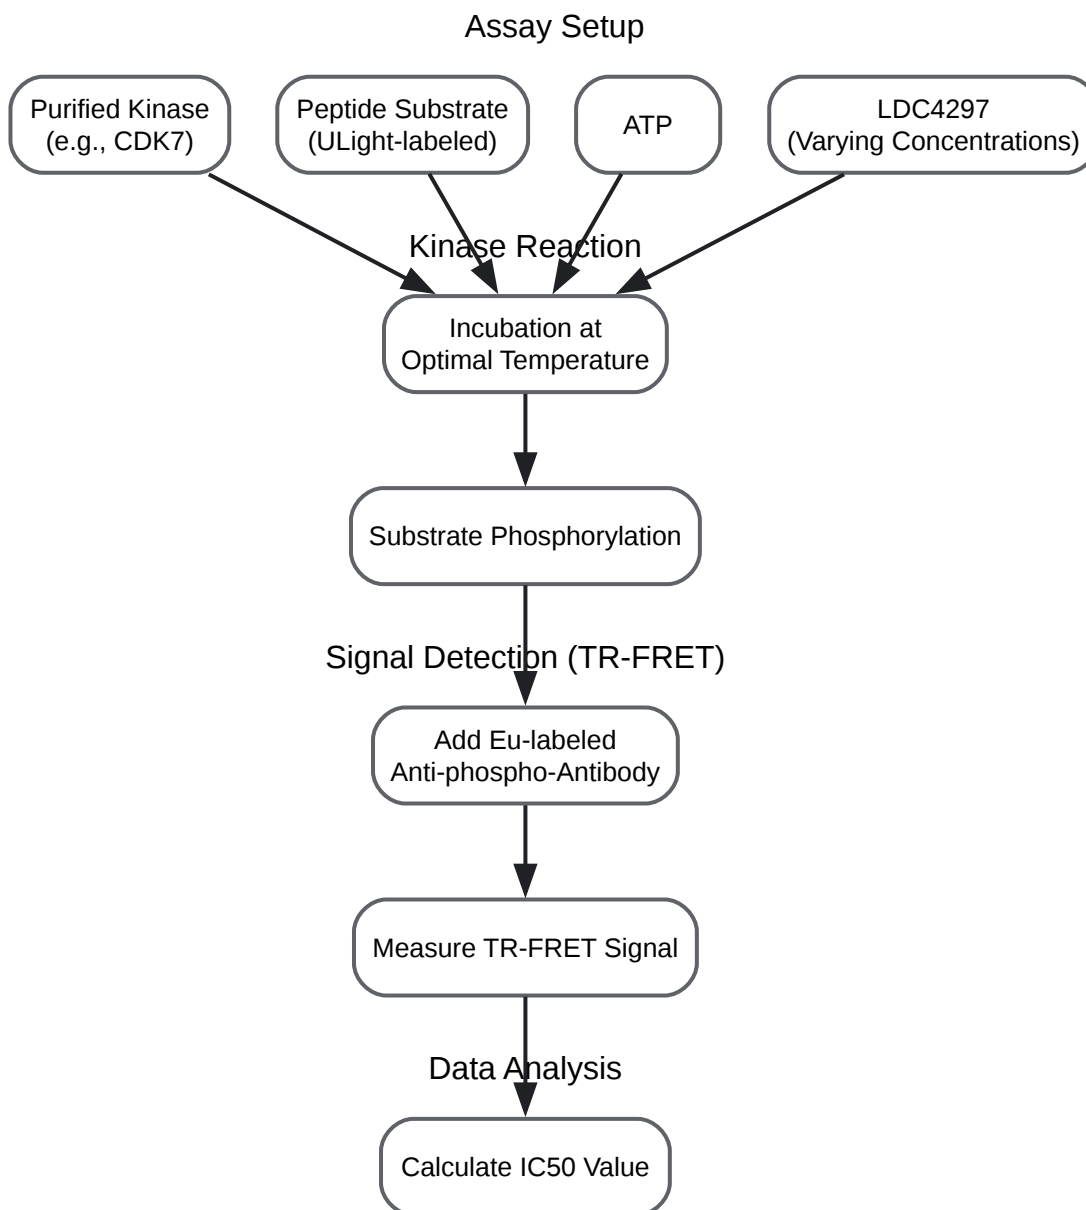 Assay Setup
Purified Kinase
(e.g., CDK7)
Peptide Substrate
(ULight-labeled)
ATP
LDC4297
(Varying Concentrations)
Kinase Reaction
Incubation at
Optimal Temperature
Substrate Phosphorylation
Signal Detection (TR-FRET)
Add Eu-labeled
Anti-phospho-Antibody
Measure TR-FRET Signal
Data Analysis
Calculate IC50 Value